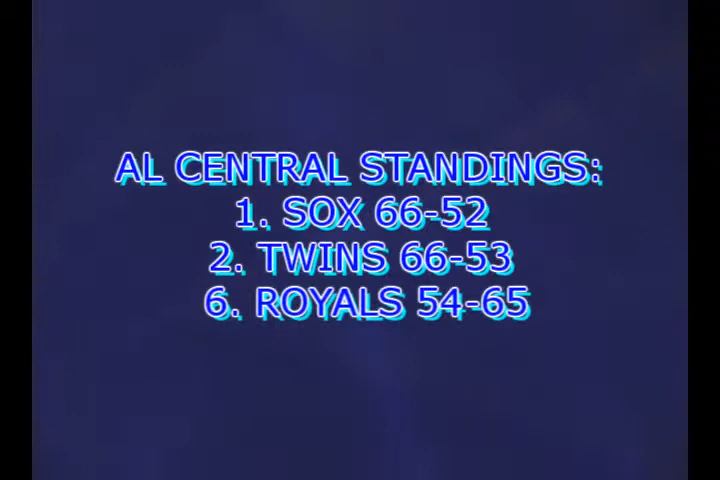 AL CENTRAL STANDINGS:
1. SOX 66-52
2. TWINS 66-53
6. ROYALS 54-65